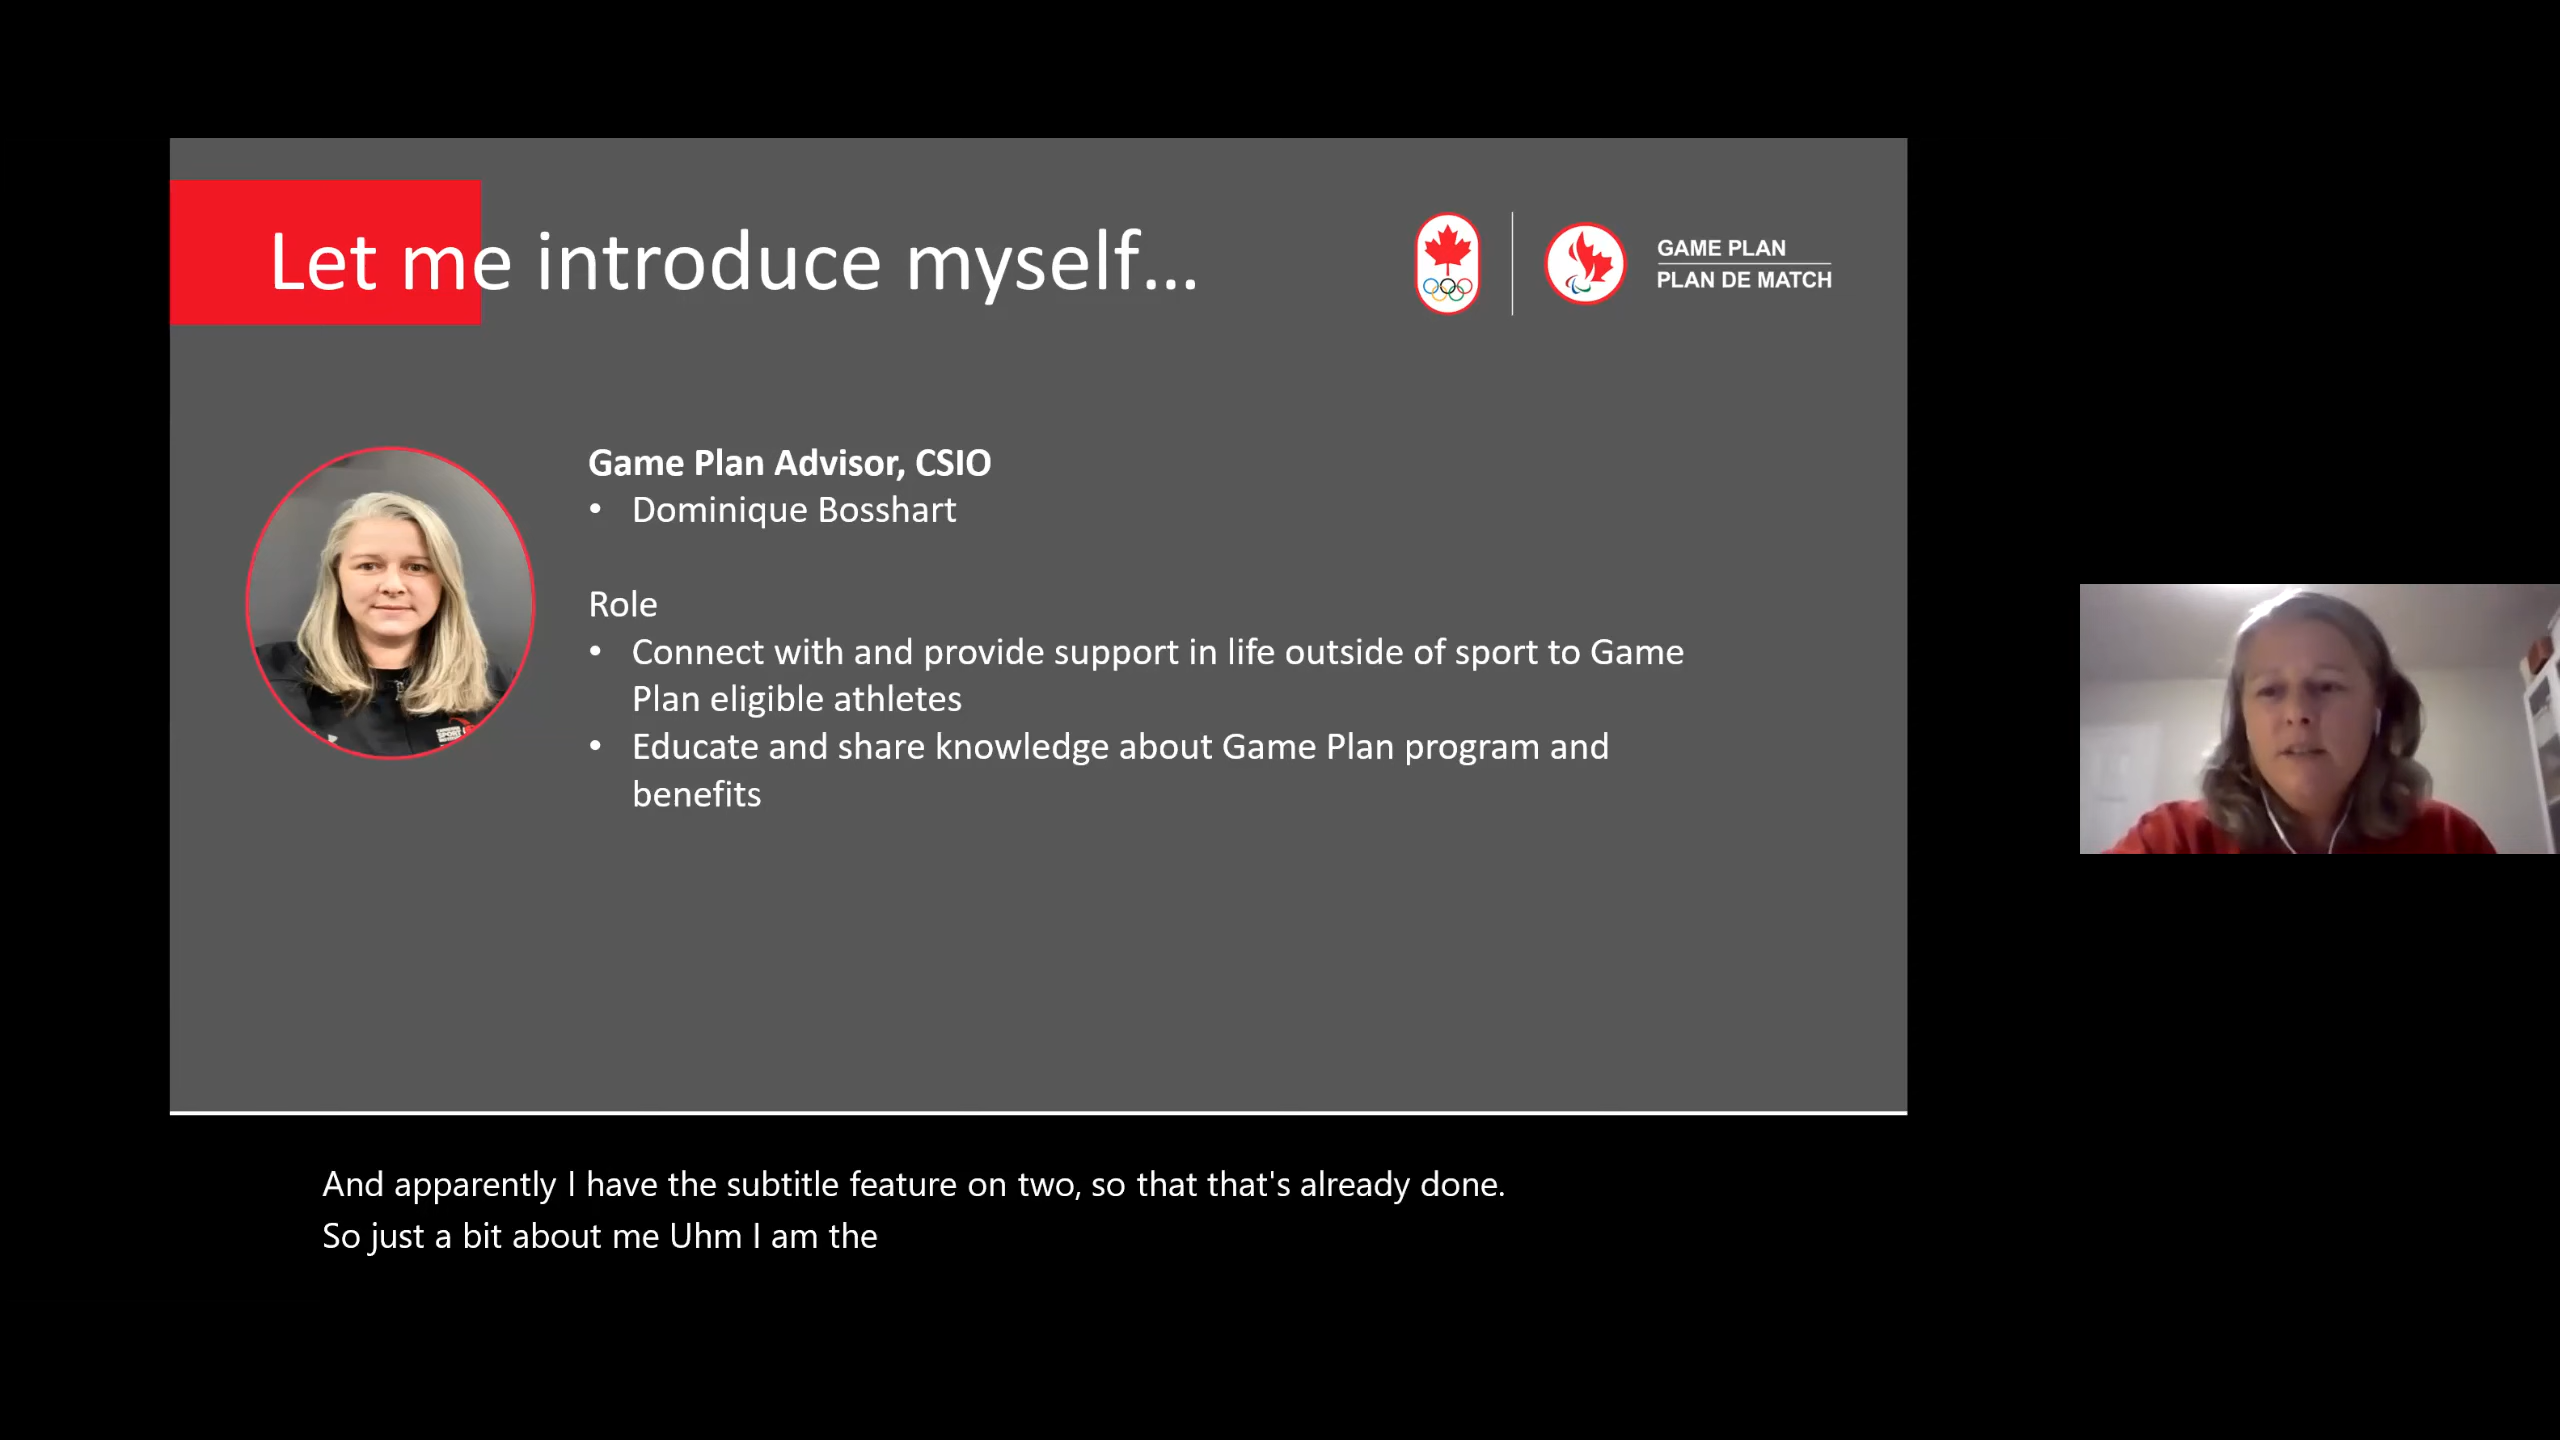 Let me introduce myself...
GAME PLAN
PLAN DE MATCH
Game Plan Advisor, CSIO
• Dominique Bosshart
Role
• Connect with and provide support in life outside of sport to Game
Plan eligible athletes
• Educate and share knowledge about Game Plan program and
benefits
And apparently I have the subtitle feature on two, so that that's already done.
So just a bit about me Uhm I am the